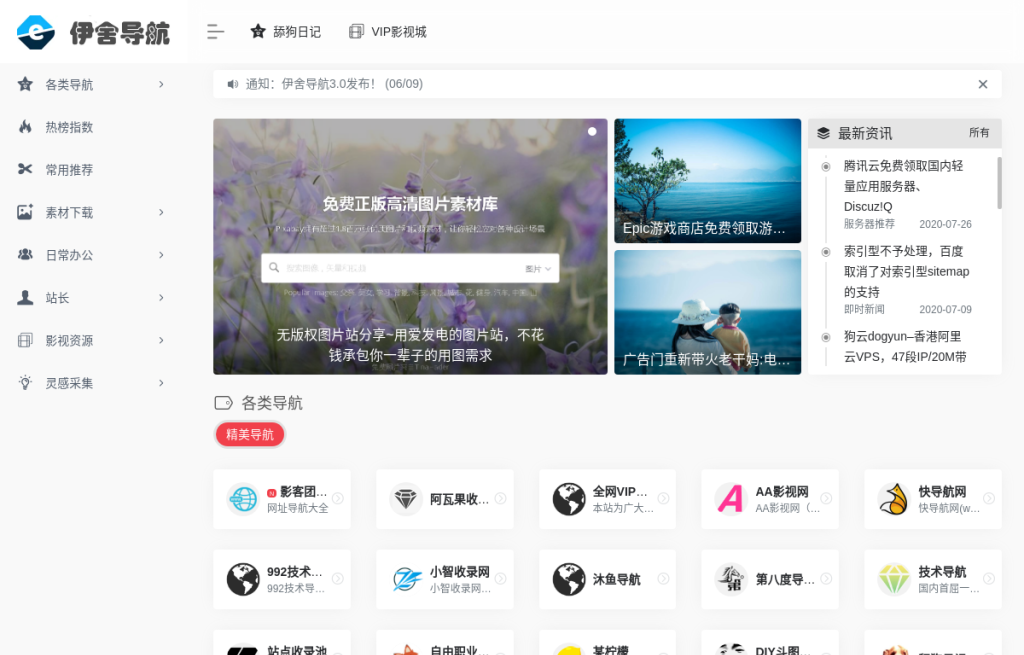 伊舍导航
舔狗日记
VIP影视城
各类导航
热榜指数
常用推荐
素材下载
日常办公
站长
影视资源
灵感采集
通知：伊舍导航3.0发布！ (06/09)
免费正版高清图片素材库
图片
无版权图片站分享~用爱发电的图片站，不花
钱承包你一辈子的用图需求
Epic游戏商店免费领取游…
广告门重新带火老干妈:电…
最新资讯
所有
腾讯云免费领取国内轻
量应用服务器、
Discuz!Q
服务器推荐 2020-07-26
索引型不予处理，百度
取消了对索引型sitemap
的支持
即时新闻 2020-07-09
狗云dogyun–香港阿里
云VPS，47段IP/20M带
各类导航
精美导航
N 影客团…
网址导航大全
阿瓦果收…
全网VIP…
本站为广大…
AA影视网
AA影视网（…
快导航网
快导航网(w…
992技术…
992技术导…
小智收录网
小智收录网…
沐鱼导航
第八度导…
技术导航
国内首屈一…
站点收录池
自由职业…
某柠檬
DIY斗图…